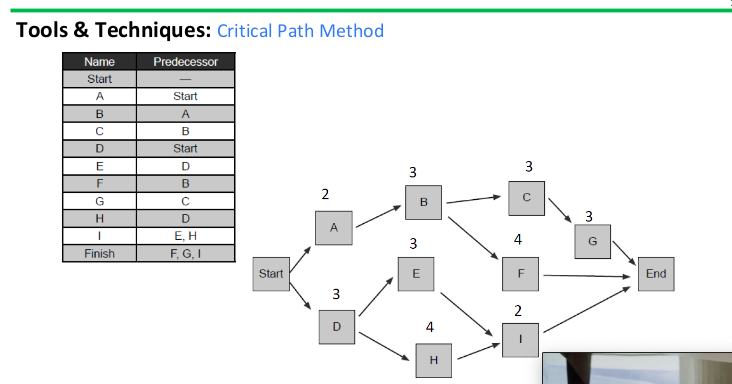 Tools & Techniques: Critical Path Method
Name Predecessor
Start —
A Start
B A
C B
D Start
E D
F B
G C
H D
I E, H
Finish F, G, I
3
3
2
B
C
3
A
G
3
4
Start
E
F
End
3
2
D
4
I
H